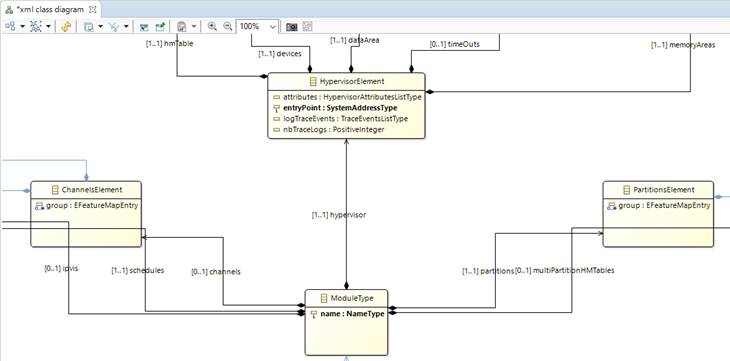 *xml class diagram
100%
[1..1] hmTable
[1..1] devices
[1..1] dataArea
[0..1] timeOuts
[1..1] memoryAreas
HypervisorElement
attributes : HypervisorAttributesListType
entryPoint : SystemAddressType
logTraceEvents : TraceEventsListType
nbTraceLogs : PositiveInteger
ChannelsElement
group : EFeatureMapEntry
PartitionsElement
group : EFeatureMapEntry
[1..1] hypervisor
[0..1] ipvis
[1..1] schedules
[0..1] channels
[1..1] partitions
[0..1] multiPartitionHMTables
ModuleType
name : NameType